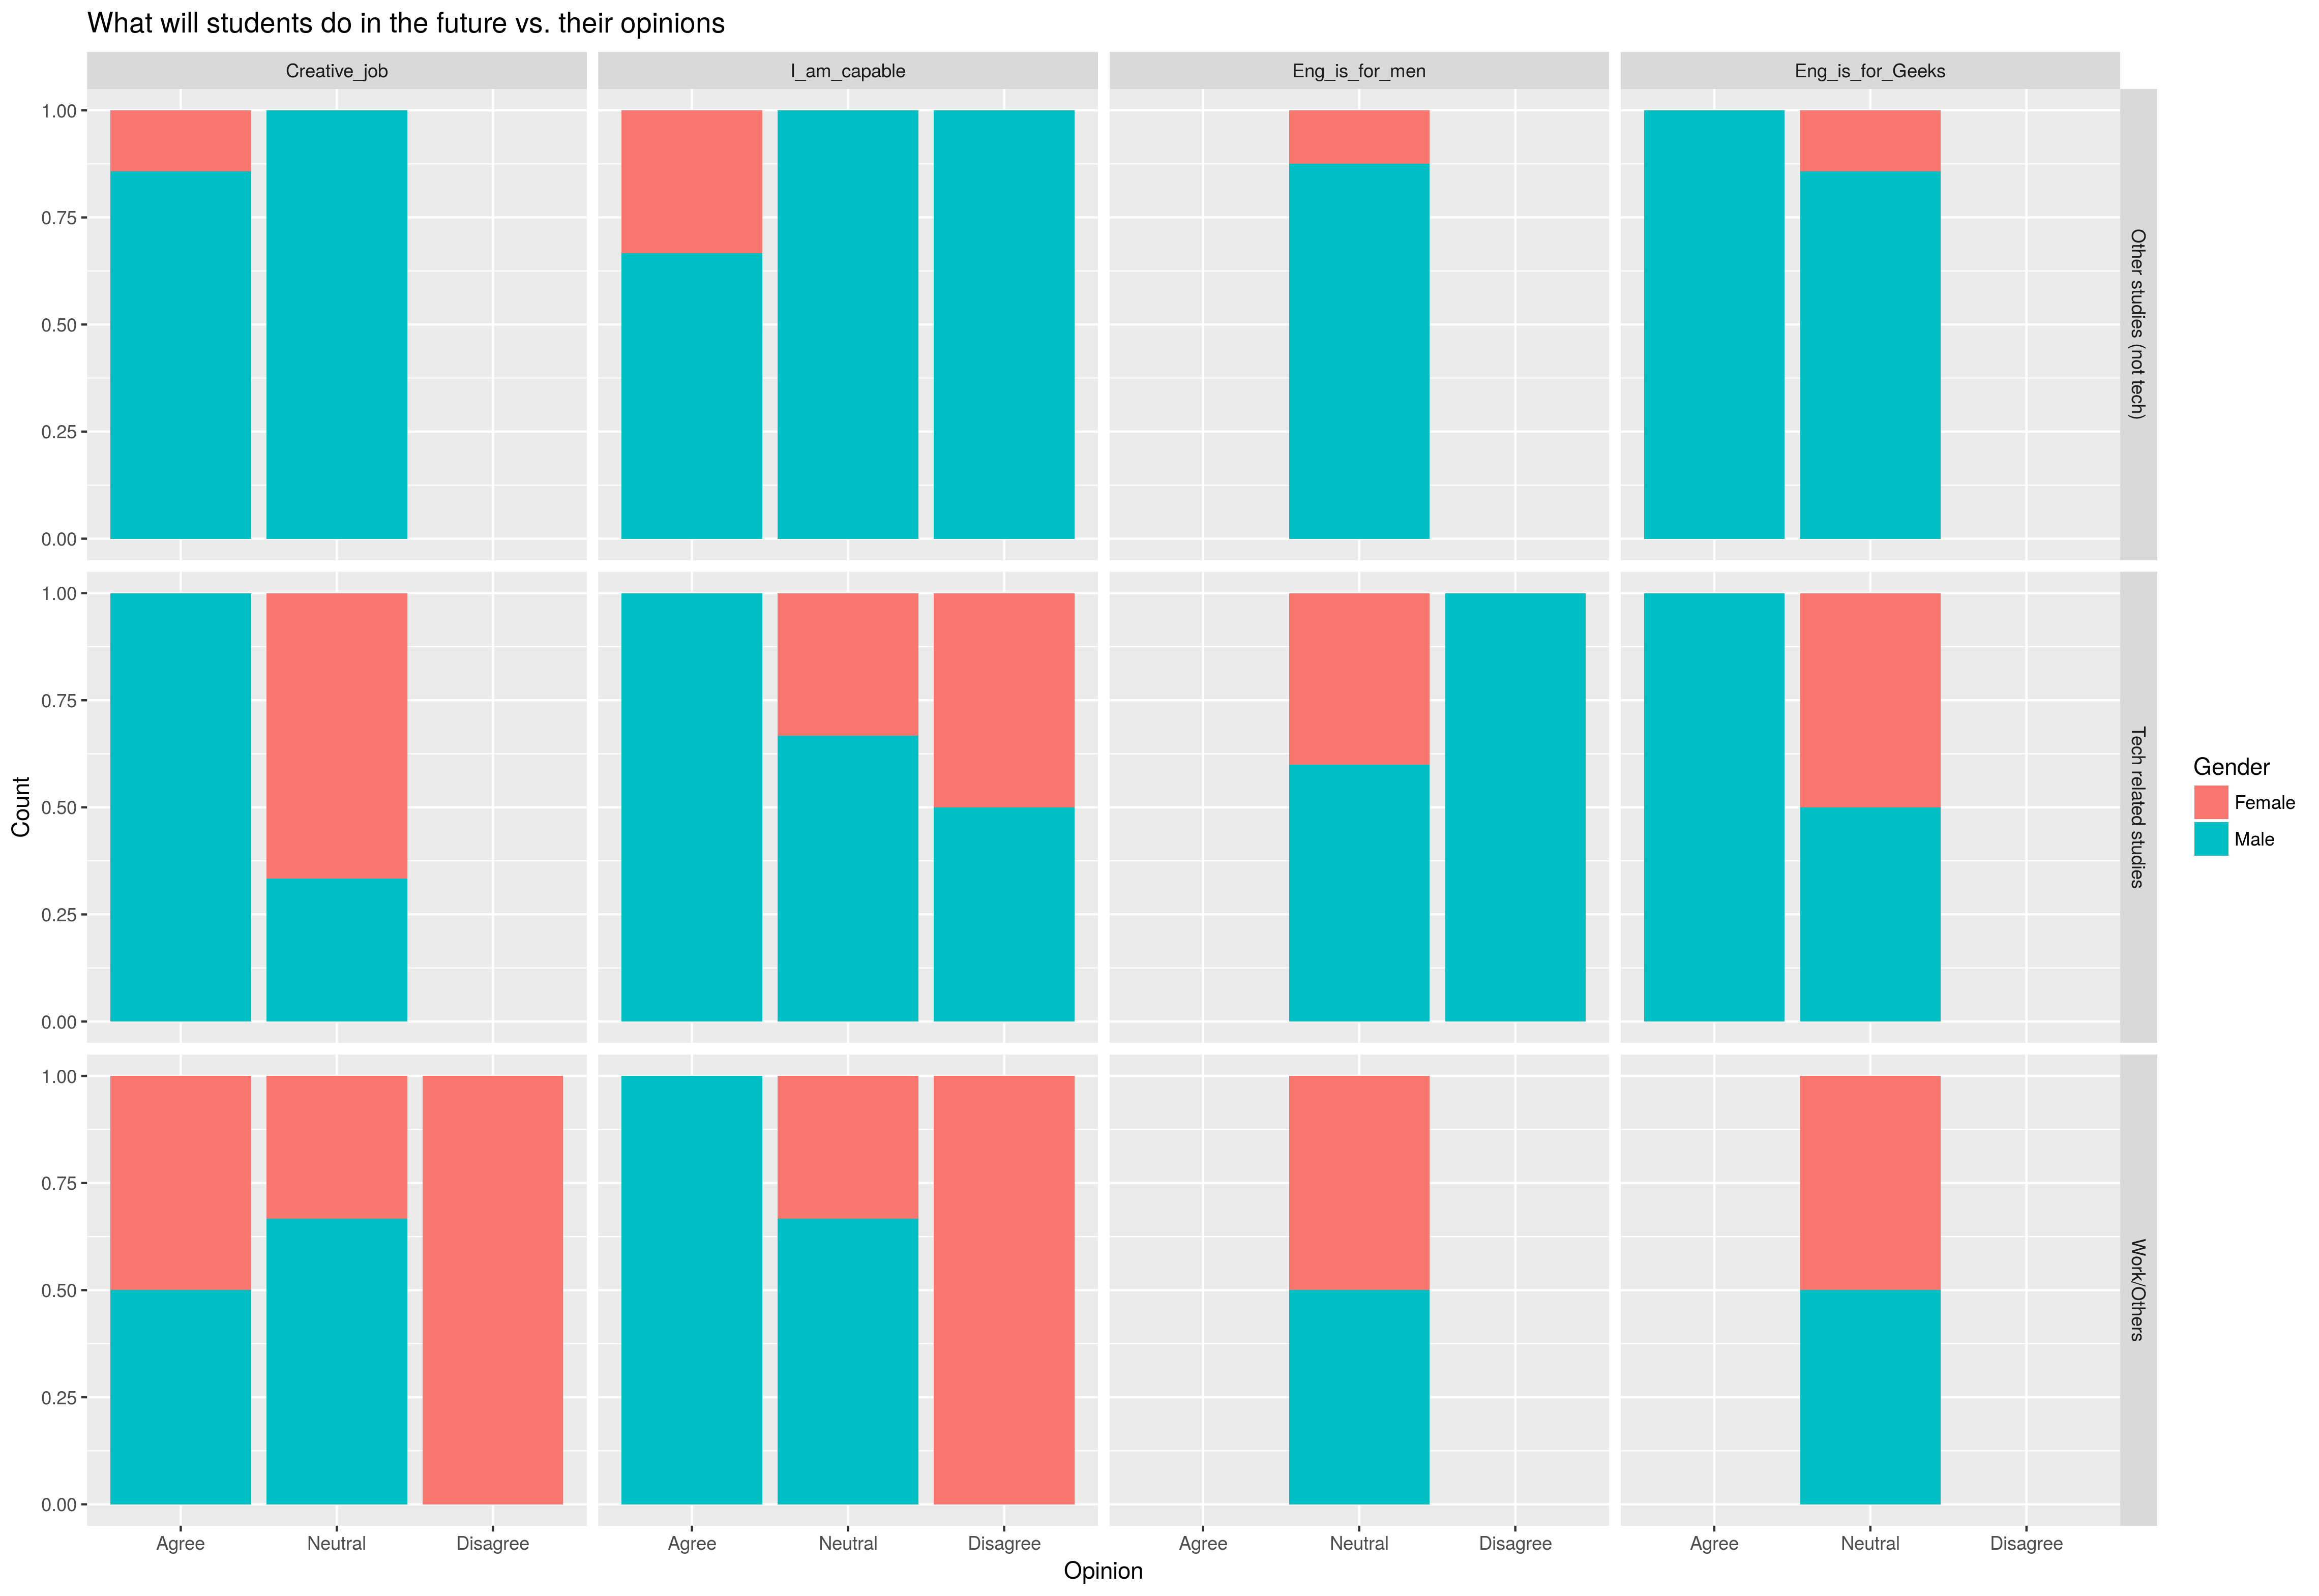 What will students do in the future vs. their opinions
Creative_job
I_am_capable
Eng_is_for_men
Eng_is_for_Geeks
1.00
0.75
0.50
0.25
0.00
Other studies (not tech)
1.00
0.75
0.50
0.25
0.00
Tech related studies
1.00
0.75
0.50
0.25
0.00
Work/Others
Count
Agree Neutral Disagree
Agree Neutral Disagree
Agree Neutral Disagree
Agree Neutral Disagree
Opinion
Gender
Female
Male